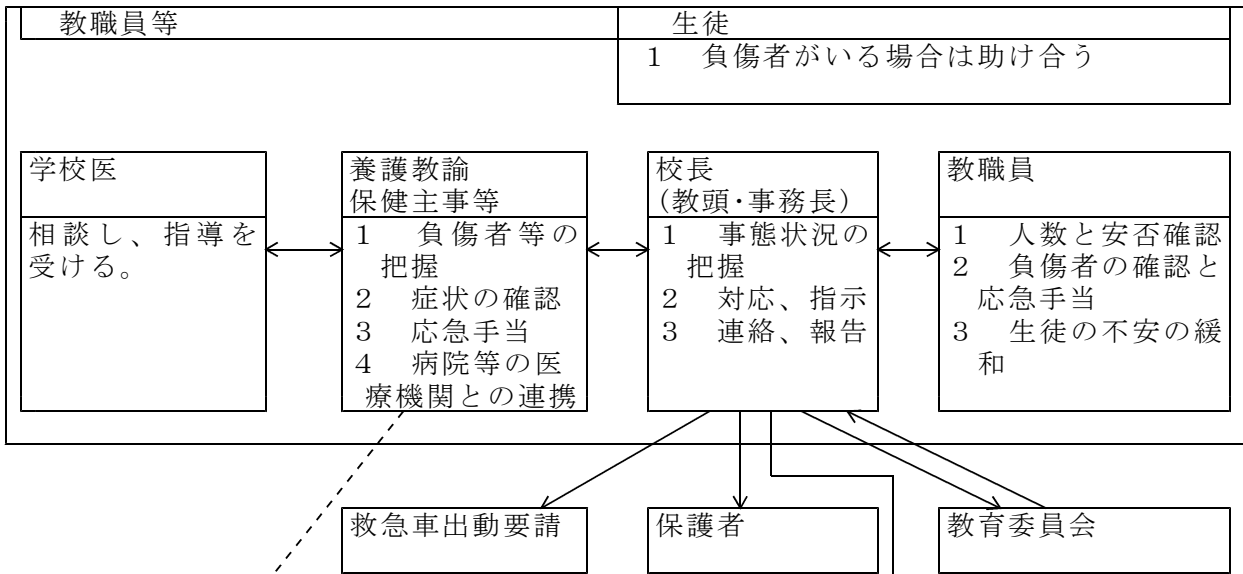 教職員等
生徒
１　負傷者がいる場合は助け合う
学校医
相談し、指導を
受ける。
養護教諭
保健主事等
１　負傷者等の
把握
２　症状の確認
３　応急手当
４　病院等の医
療機関との連携
校長
（教頭・事務長）
１　事態状況の
把握
２　対応、指示
３　連絡、報告
教職員
１　人数と安否確認
２　負傷者の確認と
応急手当
３　生徒の不安の緩
和
救急車出動要請
保護者
教育委員会